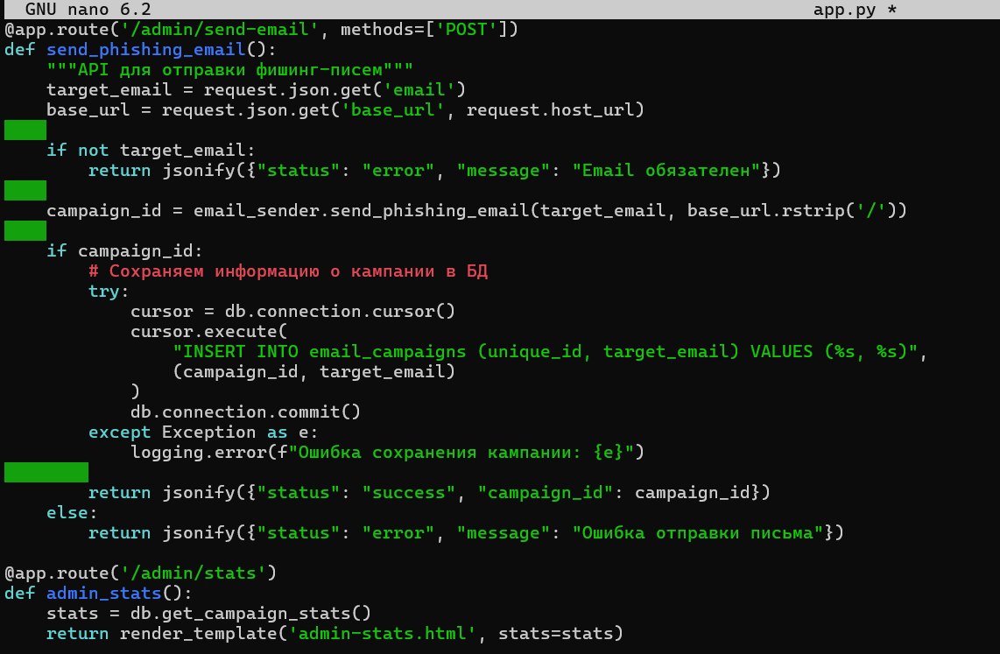 GNU nano 6.2 app.py *
@app.route('/admin/send-email', methods=['POST'])
def send_phishing_email():
    """API для отправки фишинг-писем"""
    target_email = request.json.get('email')
    base_url = request.json.get('base_url', request.host_url)
    if not target_email:
        return jsonify({"status": "error", "message": "Email обязателен"})
    campaign_id = email_sender.send_phishing_email(target_email, base_url.rstrip('/'))
    if campaign_id:
        # Сохраняем информацию о кампании в БД
        try:
            cursor = db.connection.cursor()
            cursor.execute(
                "INSERT INTO email_campaigns (unique_id, target_email) VALUES (%s, %s)",
                (campaign_id, target_email)
            )
            db.connection.commit()
        except Exception as e:
            logging.error(f"Ошибка сохранения кампании: {e}")
        return jsonify({"status": "success", "campaign_id": campaign_id})
    else:
        return jsonify({"status": "error", "message": "Ошибка отправки письма"})
@app.route('/admin/stats')
def admin_stats():
    stats = db.get_campaign_stats()
    return render_template('admin-stats.html', stats=stats)